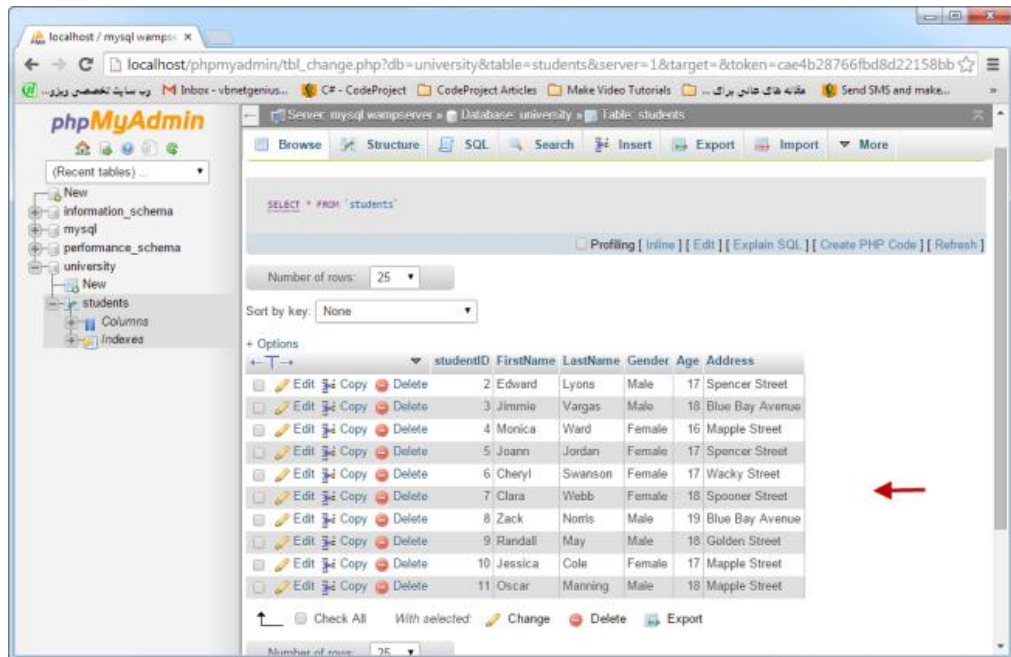 localhost / mysql wampse
localhost/phpmyadmin/tbl_change.php?db=university&table=students&server=1&target=&token=cae4b28766fbd8d22158bb
وب سایت تخصصی ویژو... Inbox - vbnetgenius... C# - CodeProject CodeProject Articles Make Video Tutorials مقاله های عالی برای ... Send SMS and make... »
phpMyAdmin
(Recent tables) ...
New
information_schema
mysql
performance_schema
university
New
students
Columns
Indexes
Server: mysql wampserver » Database: university » Table: students
Browse Structure SQL Search Insert Export Import More
SELECT * FROM `students`
Profiling [ Inline ] [ Edit ] [ Explain SQL ] [ Create PHP Code ] [ Refresh ]
Number of rows: 25
Sort by key: None
+ Options
studentID FirstName LastName Gender Age Address
Edit Copy Delete 2 Edward Lyons Male 17 Spencer Street
Edit Copy Delete 3 Jimmie Vargas Male 18 Blue Bay Avenue
Edit Copy Delete 4 Monica Ward Female 16 Mapple Street
Edit Copy Delete 5 Joann Jordan Female 17 Spencer Street
Edit Copy Delete 6 Cheryl Swanson Female 17 Wacky Street
Edit Copy Delete 7 Clara Webb Female 18 Spooner Street
Edit Copy Delete 8 Zack Norris Male 19 Blue Bay Avenue
Edit Copy Delete 9 Randall May Male 18 Golden Street
Edit Copy Delete 10 Jessica Cole Female 17 Mapple Street
Edit Copy Delete 11 Oscar Manning Male 18 Mapple Street
Check All With selected: Change Delete Export
Number of rows: 25